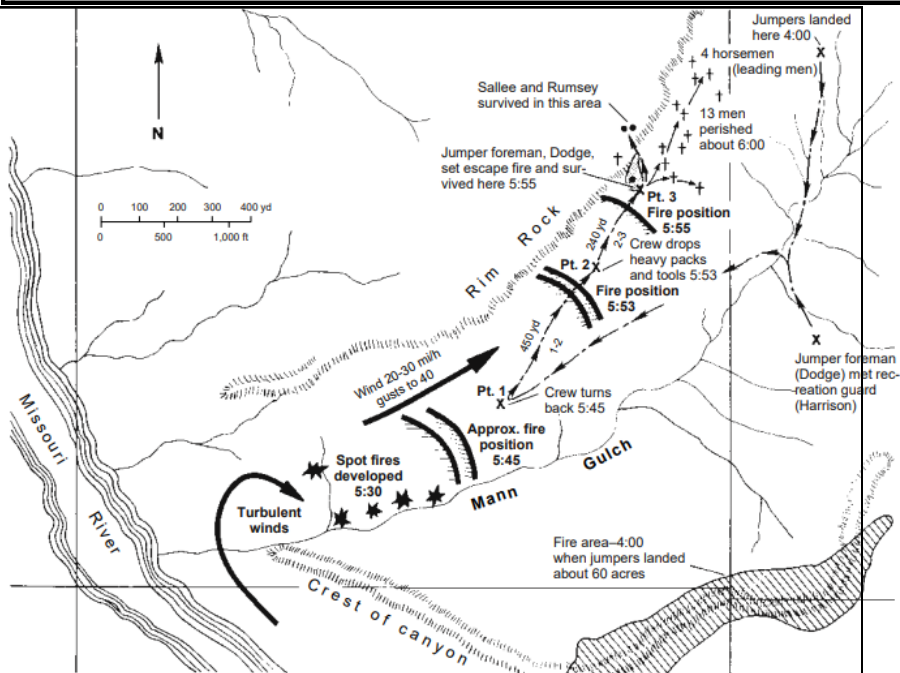 Jumpers landed
here 4:00
X
4 horsemen
(leading men)
Sallee and Rumsey
survived in this area
13 men
perished
about 6:00
N
Jumper foreman, Dodge,
set escape fire and sur-
vived here 5:55
X
Pt. 3
Fire position
5:55
0 100 200 300 400 yd
0 500 1,000 ft
Rim Rock
240 yd
2-3
Crew drops
heavy packs
and tools 5:53
Pt. 2
X
Fire position
5:53
450 yd
1-2
X
Jumper foreman
(Dodge) met rec-
reation guard
(Harrison)
Wind 20-30 mi/h
gusts to 40
Pt. 1
X
Crew turns
back 5:45
Approx. fire
position
5:45
Missouri
River
Spot fires
developed
5:30
Mann Gulch
Turbulent
winds
Fire area–4:00
when jumpers landed
about 60 acres
Crest of canyon